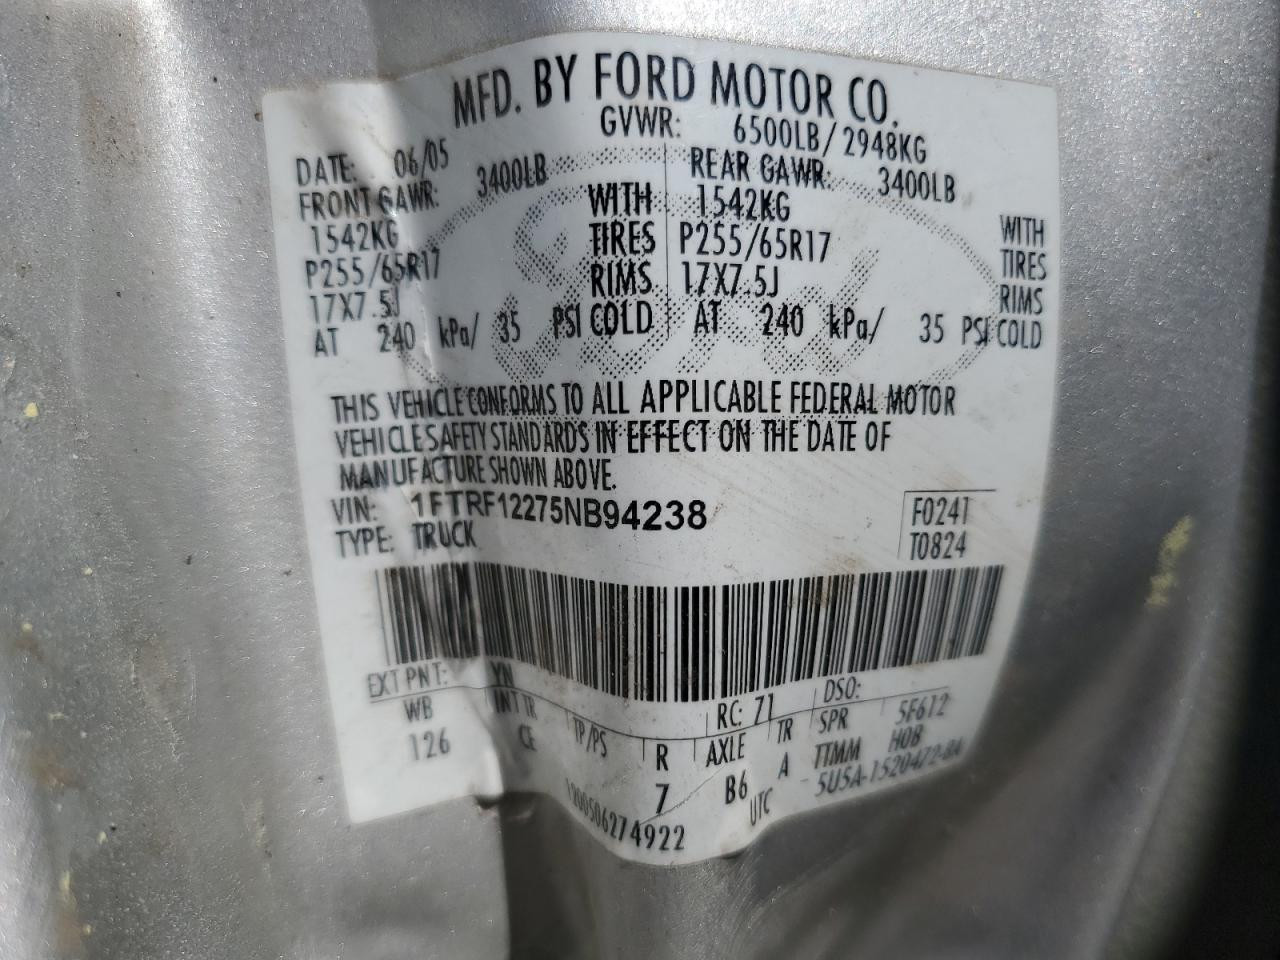 MFD. BY FORD MOTOR CO.
DATE: 06/05 GVWR: 6500LB/2948KG
FRONT GAWR: 3400LB REAR GAWR: 3400LB
1542KG WITH 1542KG WITH
P255/65R17 TIRES P255/65R17 TIRES
17X7.5J RIMS 17X7.5J RIMS
AT 240 kPa/ 35 PSI COLD AT 240 kPa/ 35 PSI COLD
THIS VEHICLE CONFORMS TO ALL APPLICABLE FEDERAL MOTOR
VEHICLE SAFETY STANDARDS IN EFFECT ON THE DATE OF
MANUFACTURE SHOWN ABOVE.
VIN: 1FTRF12275NB94238 F0241
TYPE: TRUCK T0824
EXT PNT: YN RC: 71 DSO:
WB INT TR TP/PS R AXLE TR SPR 5F612
126 CE 7 B6 A TTMM HOB
UTC 5U5A-1520472-BA
1200506274922